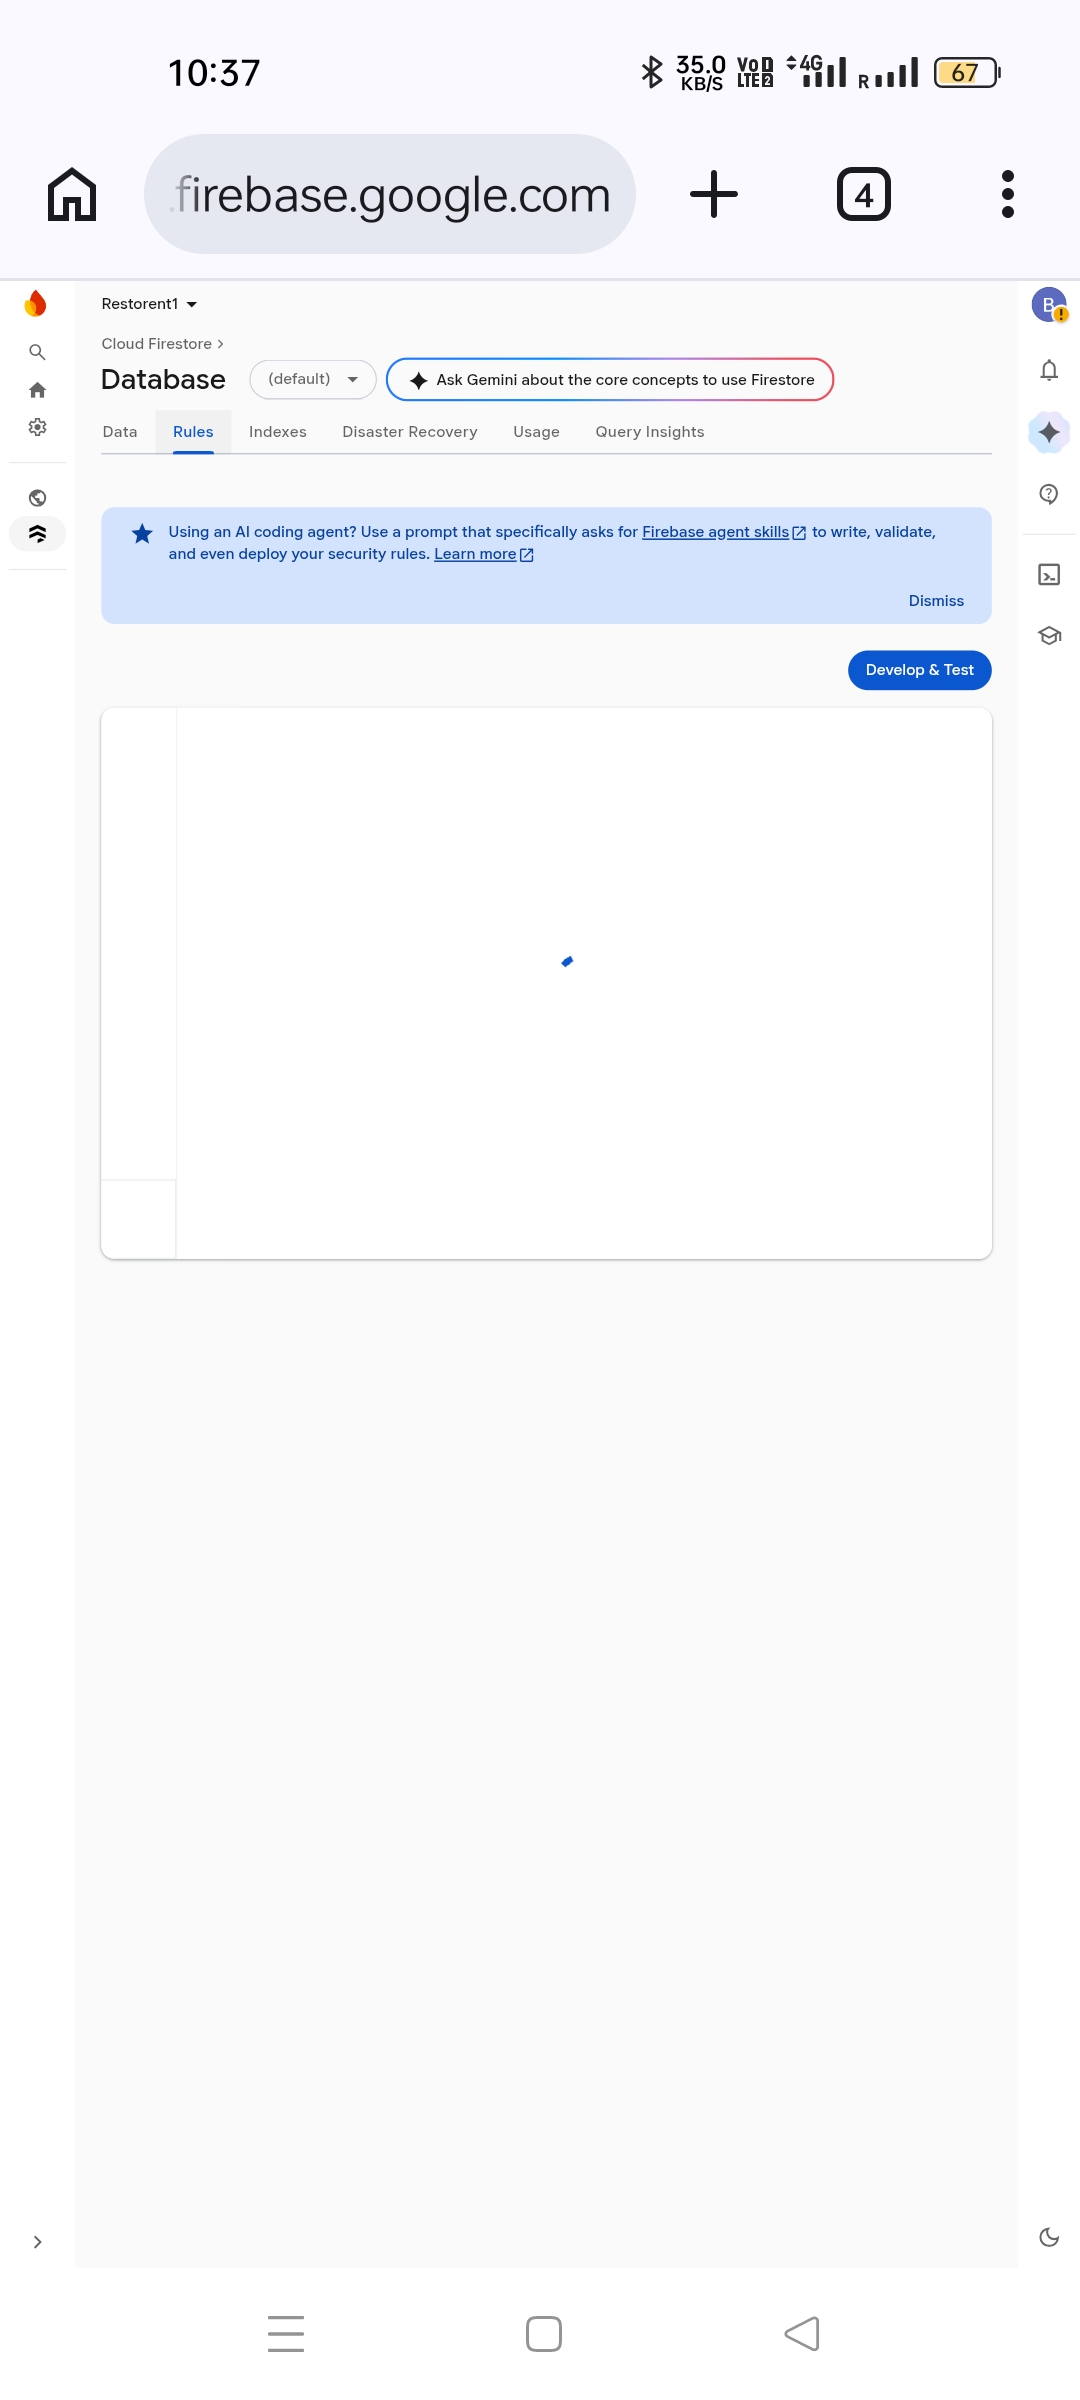 10:37
35.0
KB/S
VoD
LTE 2
4G
R
67
.firebase.google.com
4
Restorent1
B
Cloud Firestore >
Database
(default)
Ask Gemini about the core concepts to use Firestore
Data
Rules
Indexes
Disaster Recovery
Usage
Query Insights
Using an AI coding agent? Use a prompt that specifically asks for Firebase agent skills to write, validate,
and even deploy your security rules. Learn more
Dismiss
Develop & Test